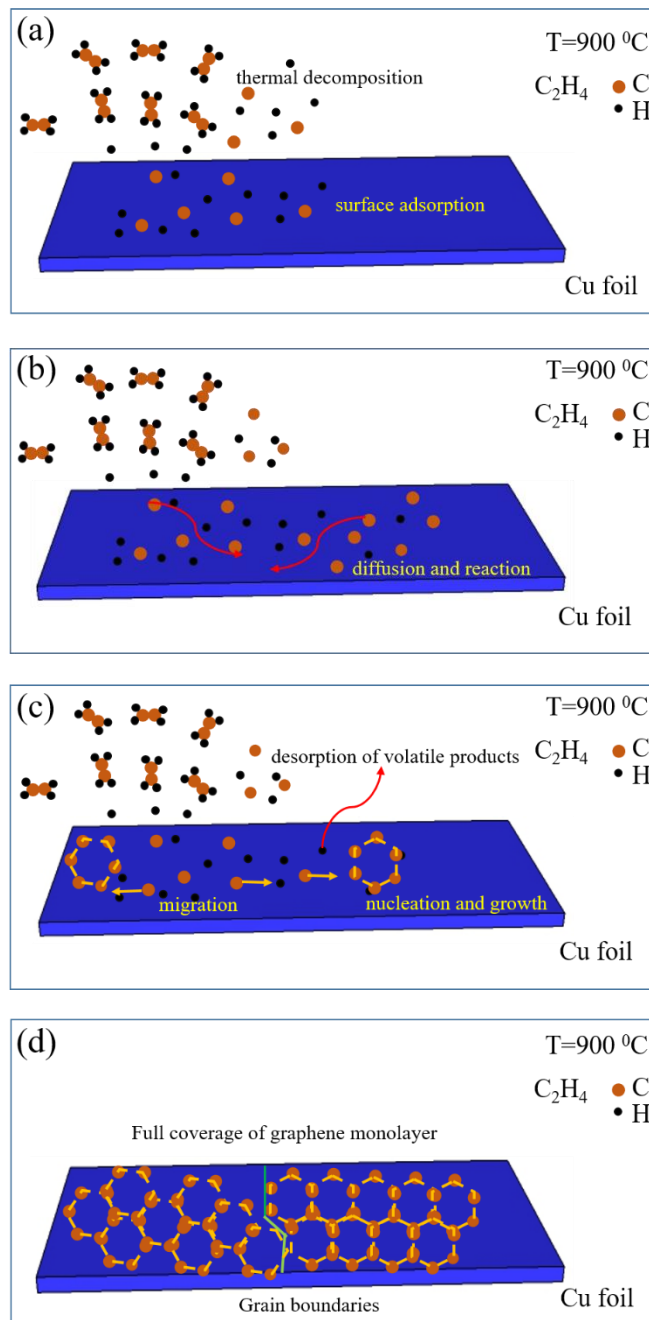 (a)
T=900 ⁰C
thermal decomposition
C₂H₄
C
H
surface adsorption
Cu foil
(b)
T=900 ⁰C
C₂H₄
C
H
diffusion and reaction
Cu foil
(c)
T=900 ⁰C
desorption of volatile products
C₂H₄
C
H
migration
nucleation and growth
Cu foil
(d)
T=900 ⁰C
C₂H₄
C
H
Full coverage of graphene monolayer
Grain boundaries
Cu foil